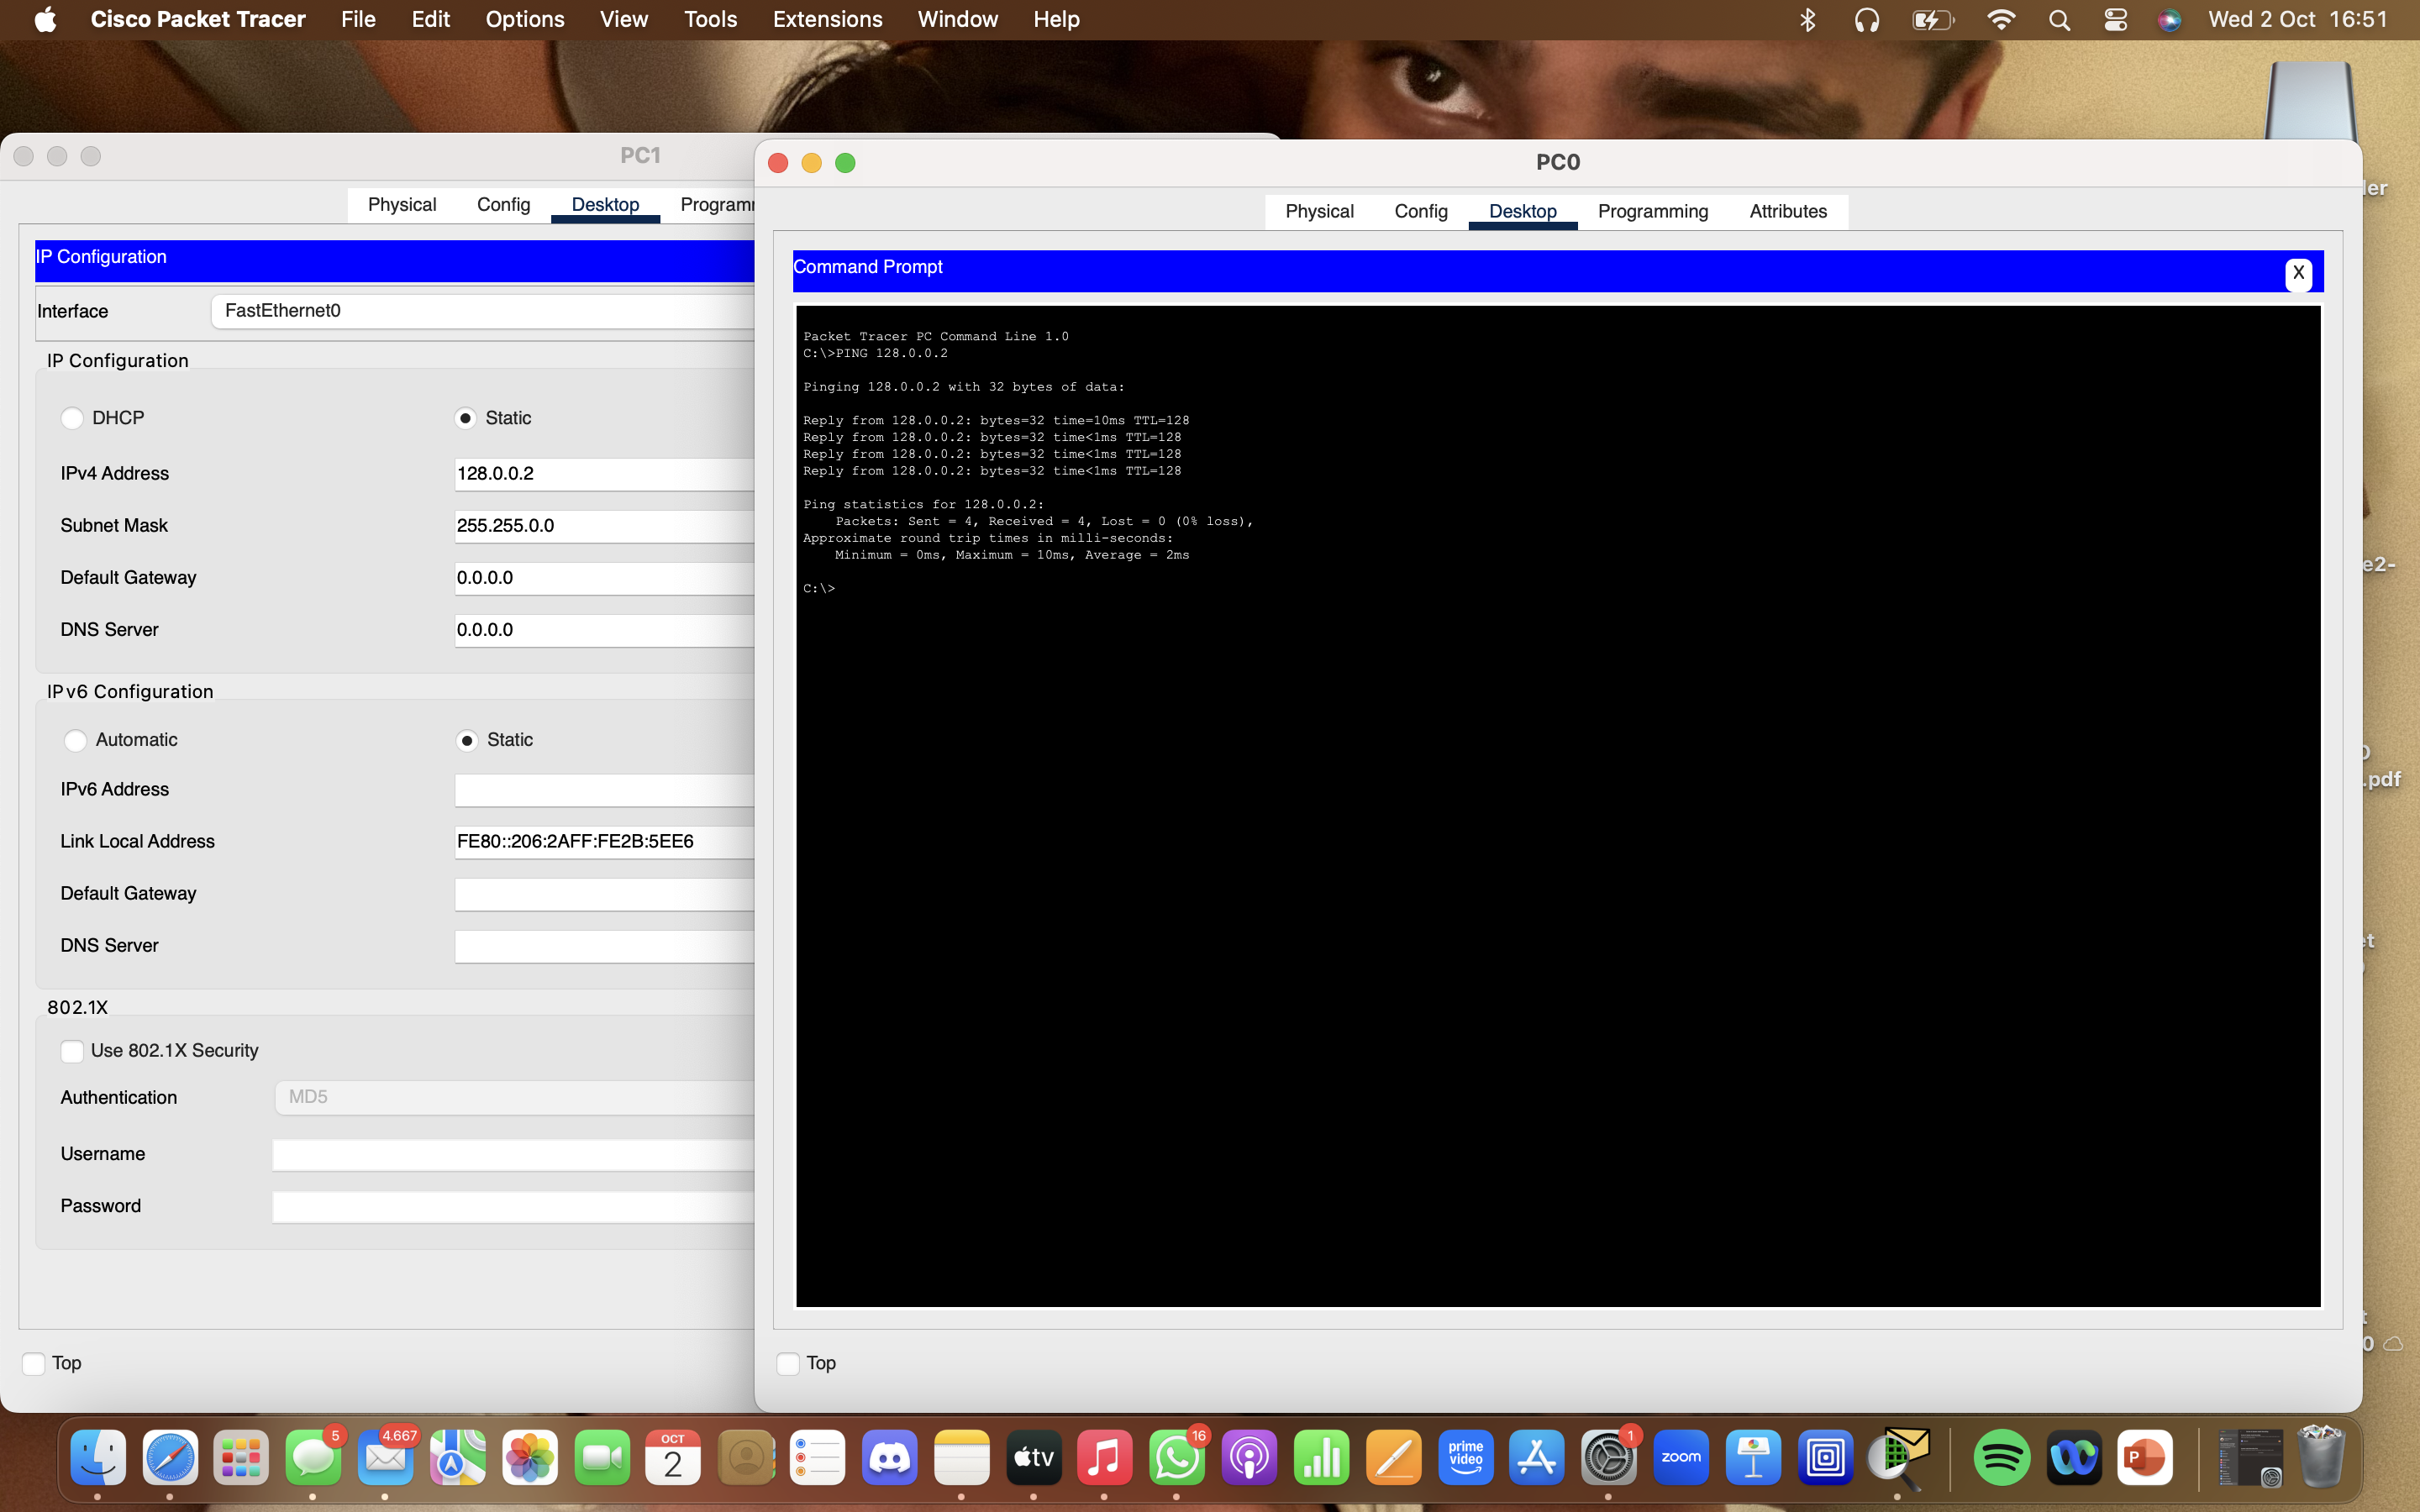 Cisco Packet Tracer File Edit Options View Tools Extensions Window Help Wed 2 Oct 16:51
PC1
Physical Config Desktop
IP Configuration
Interface FastEthernet0
IP Configuration
DHCP Static
IPv4 Address 128.0.0.2
Subnet Mask 255.255.0.0
Default Gateway 0.0.0.0
DNS Server 0.0.0.0
IPv6 Configuration
Automatic Static
IPv6 Address
Link Local Address FE80::206:2AFF:FE2B:5EE6
Default Gateway
DNS Server
802.1X
Use 802.1X Security
Authentication MD5
Username
Password
Top
PC0
Physical Config Desktop Programming Attributes
Command Prompt X
Packet Tracer PC Command Line 1.0
C:\>PING 128.0.0.2
Pinging 128.0.0.2 with 32 bytes of data:
Reply from 128.0.0.2: bytes=32 time=10ms TTL=128
Reply from 128.0.0.2: bytes=32 time<1ms TTL=128
Reply from 128.0.0.2: bytes=32 time<1ms TTL=128
Reply from 128.0.0.2: bytes=32 time<1ms TTL=128
Ping statistics for 128.0.0.2:
Packets: Sent = 4, Received = 4, Lost = 0 (0% loss),
Approximate round trip times in milli-seconds:
Minimum = 0ms, Maximum = 10ms, Average = 2ms
C:\>
Top
.pdf
5
4.667
OCT
2
tv
16
prime
video
1
zoom
P